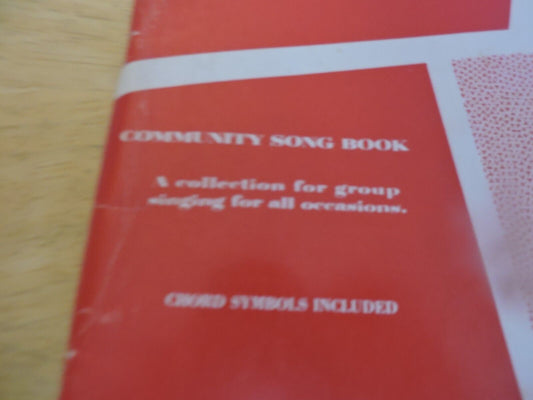 COMMUNITY SONG BOOK
A collection for group
singing for all occasions.
CHORD SYMBOLS INCLUDED